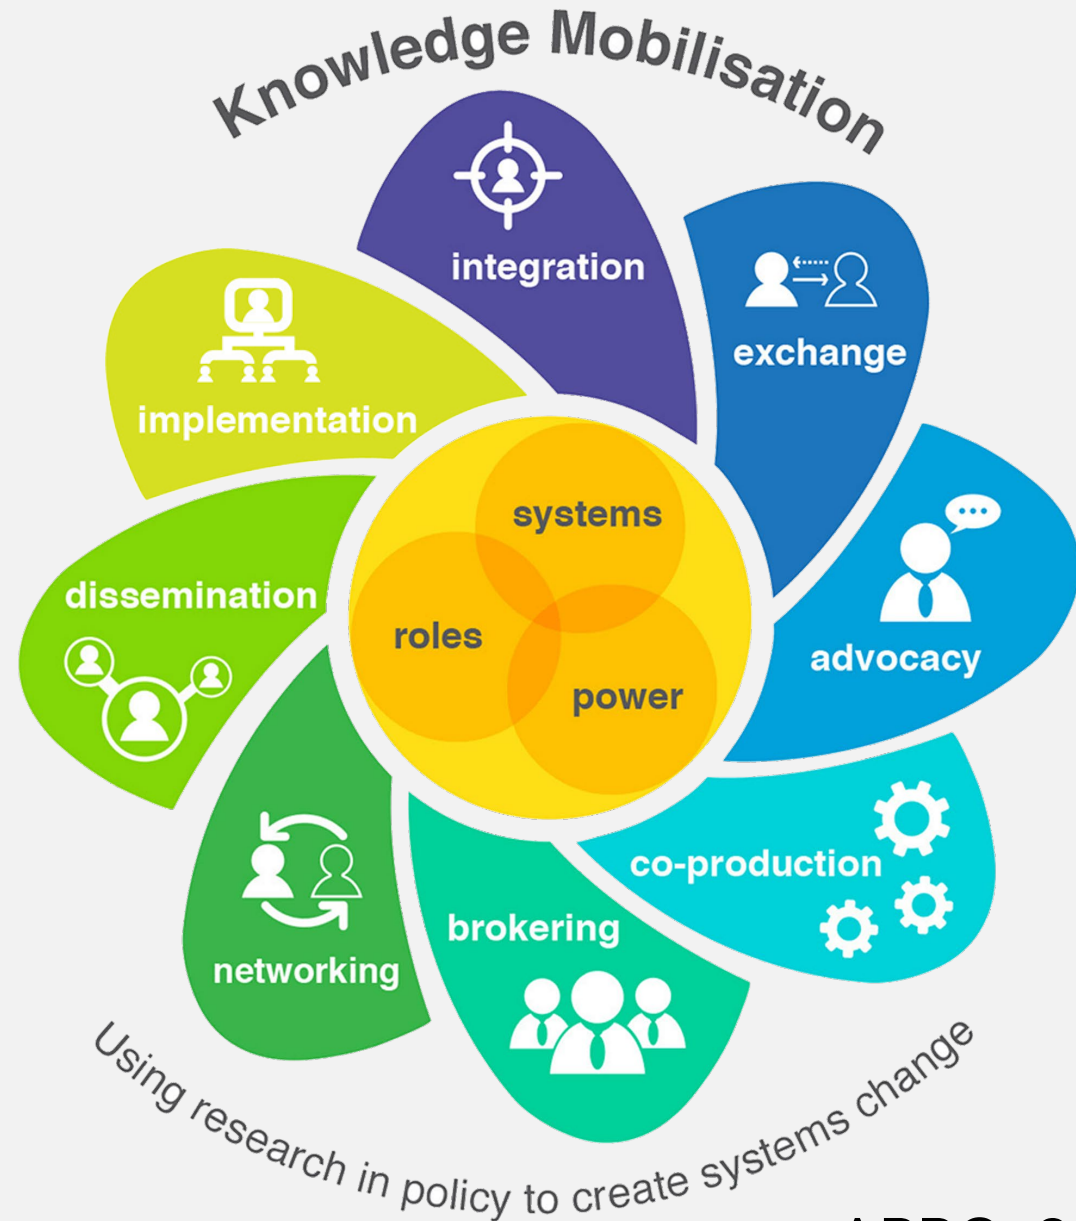 Knowledge Mobilisation
integration
exchange
implementation
systems
dissemination
roles
advocacy
power
co-production
brokering
networking
Using research in policy to create systems change